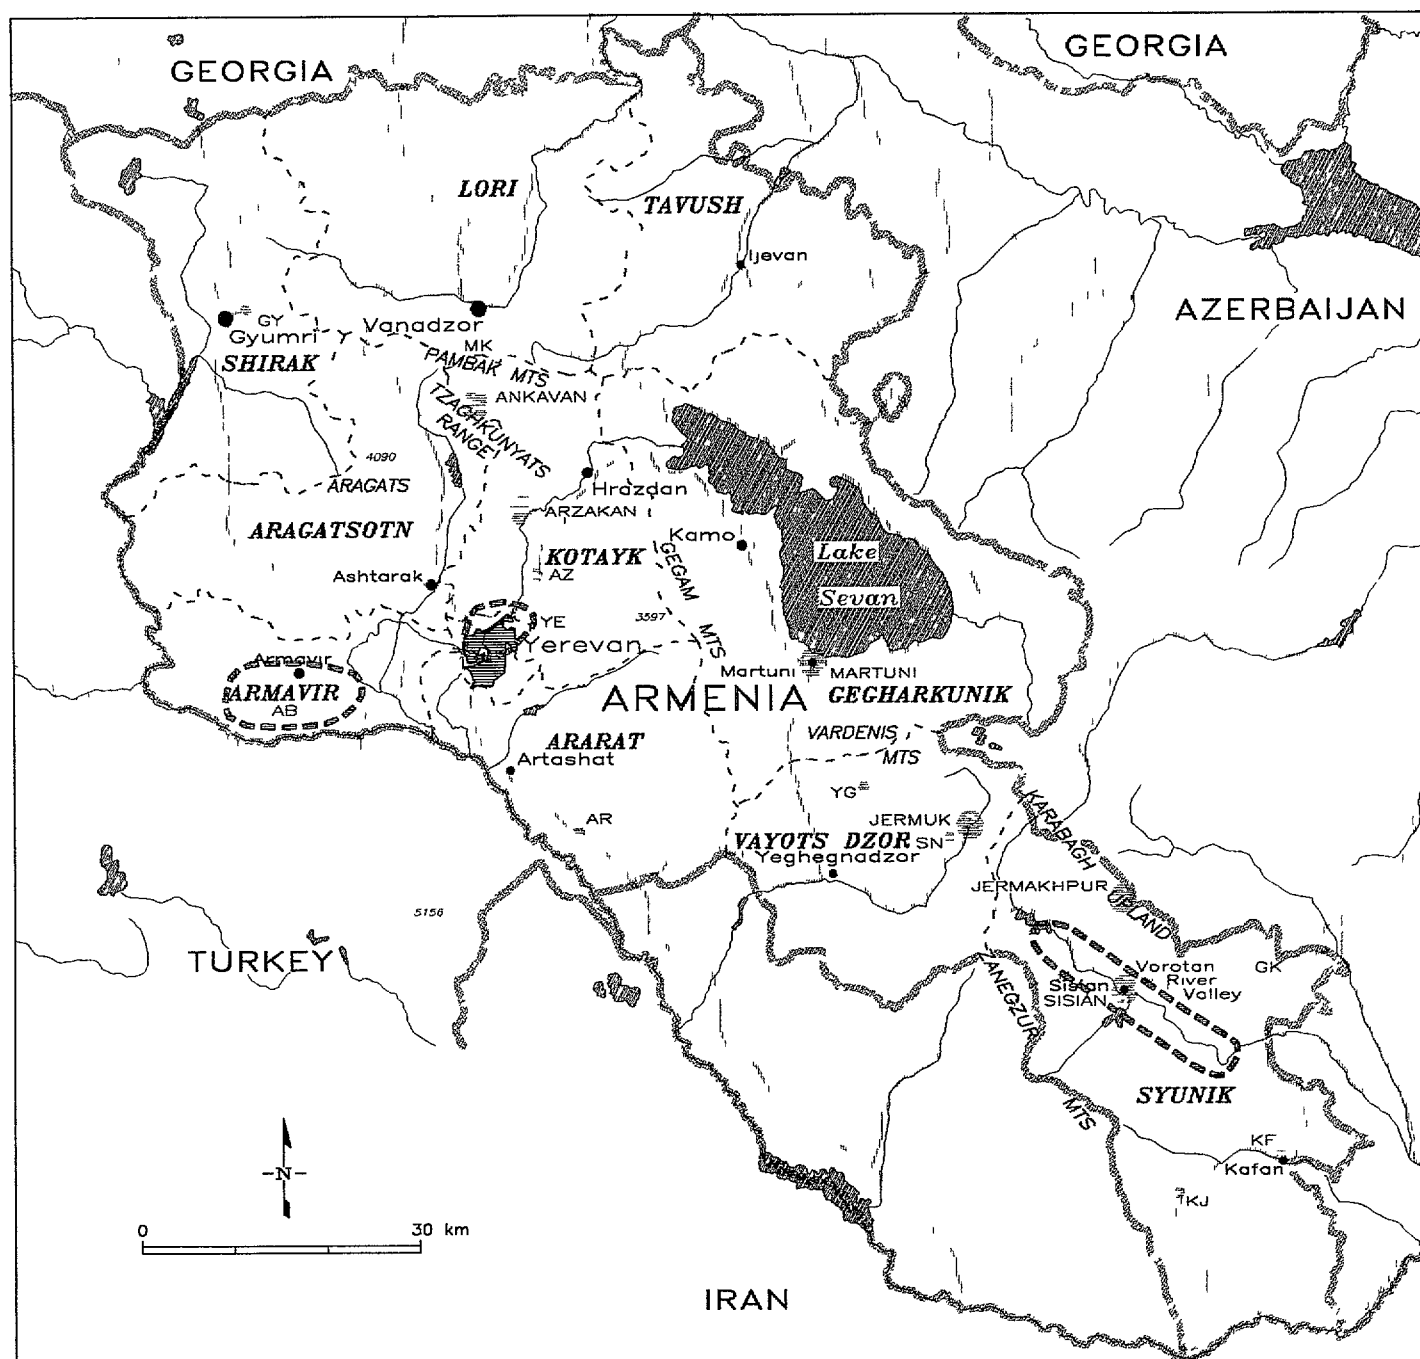 GEORGIA
GEORGIA
LORI
TAVUSH
Ijevan
AZERBAIJAN
GY
Gyumri
Vanadzor
MK
SHIRAK
PAMBAK MTS
ANKAVAN
TZAGHKUNYATS
RANGE
4090
ARAGATS
Hrazdan
ARZAKAN
ARAGATSOTN
Kamo
Lake
Sevan
KOTAYK
GEGAM
MTS
Ashtarak
AZ
YE
3597
Yerevan
Armavir
ARMAVIR
AB
Martuni
MARTUNI
ARMENIA
GEGHARKUNIK
VARDENIS
MTS
ARARAT
Artashat
YG
AR
JERMUK
SN
VAYOTS DZOR
Yeghegnadzor
KARABAGH
UPLAND
JERMAKHPUR
5156
TURKEY
ZANEGZUR
MTS
Vorotan
River
Valley
GK
Sisian
SISIAN
SYUNIK
KF
Kafan
KJ
-N-
0
30 km
IRAN